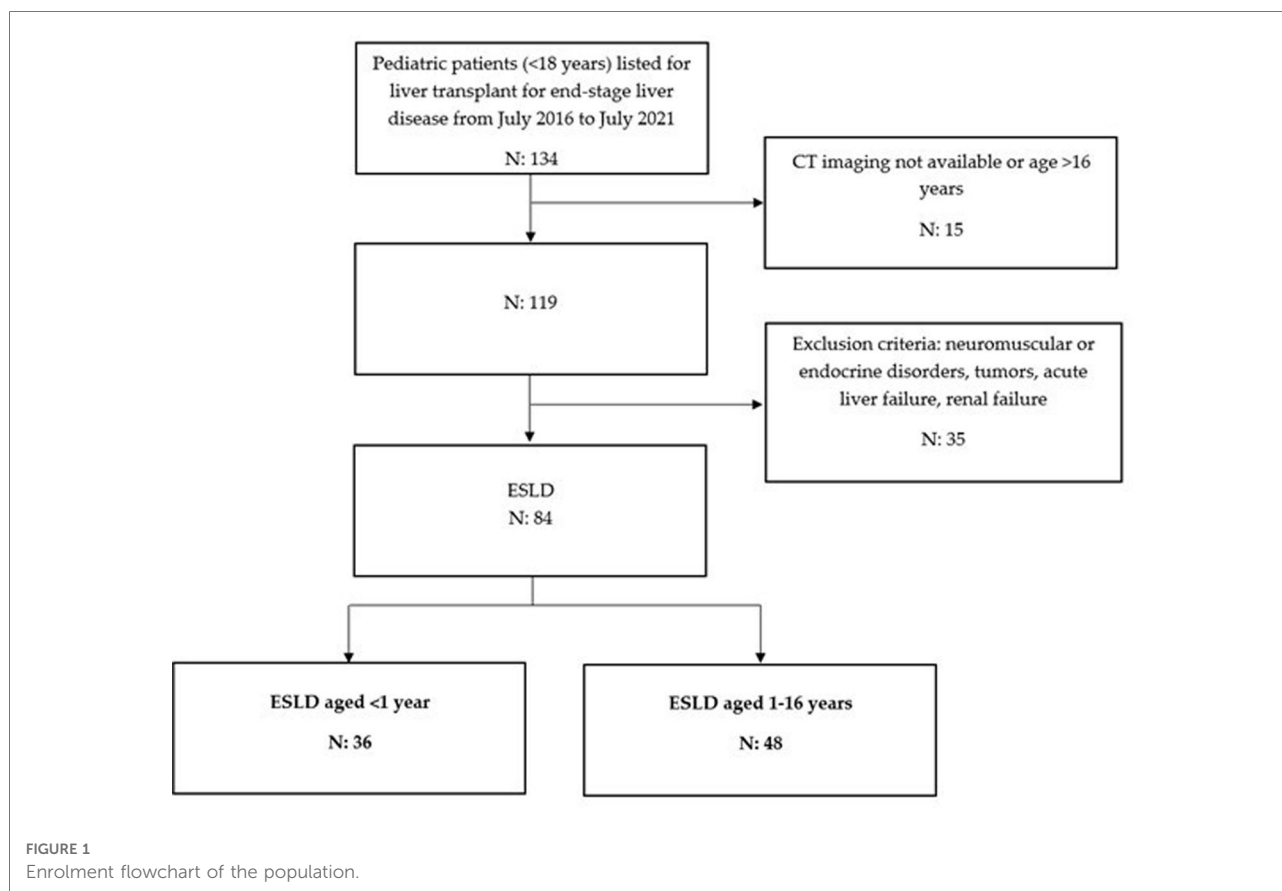 Pediatric patients (<18 years) listed for
liver transplant for end-stage liver
disease from July 2016 to July 2021
N: 134
CT imaging not available or age >16
years
N: 15
N: 119
Exclusion criteria: neuromuscular or
endocrine disorders, tumors, acute
liver failure, renal failure
N: 35
ESLD
N: 84
ESLD aged <1 year
N: 36
ESLD aged 1-16 years
N: 48
FIGURE 1
Enrolment flowchart of the population.